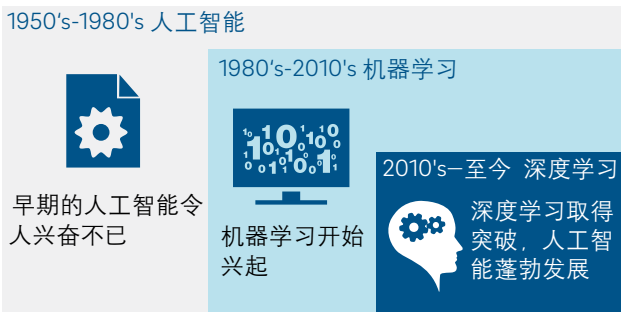 1950‘s-1980's 人工智能
早期的人工智能令
人兴奋不已
1980‘s-2010's 机器学习
机器学习开始
兴起
2010's—至今 深度学习
深度学习取得
突破，人工智
能蓬勃发展